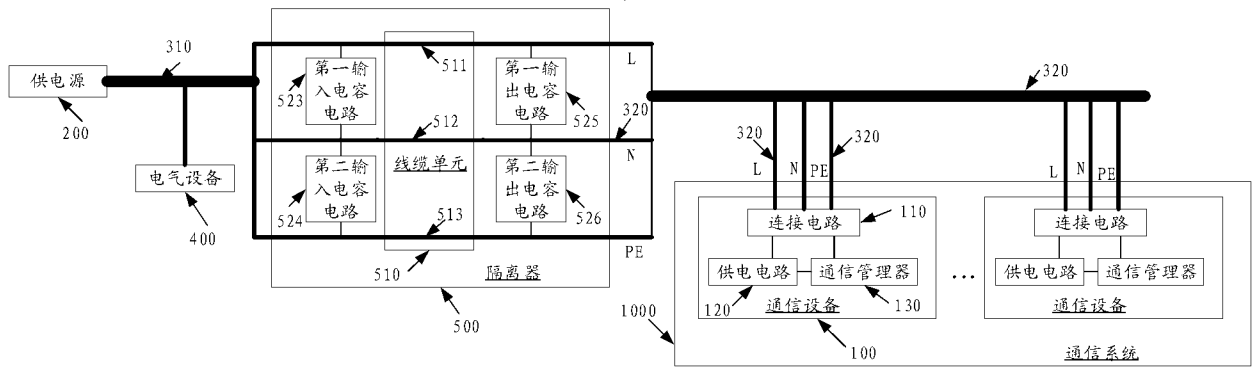 供电源
200
310
电气设备
400
第一输
入电容
电路
523
第二输
入电容
电路
524
511
512
线缆单元
513
510
第一输
出电容
电路
525
第二输
出电容
电路
526
隔离器
500
L
320
N
PE
320
320
320
L
N
PE
L
N
PE
连接电路
110
供电电路
通信管理器
120
通信设备
130
100
...
连接电路
供电电路
通信管理器
通信设备
1000
通信系统